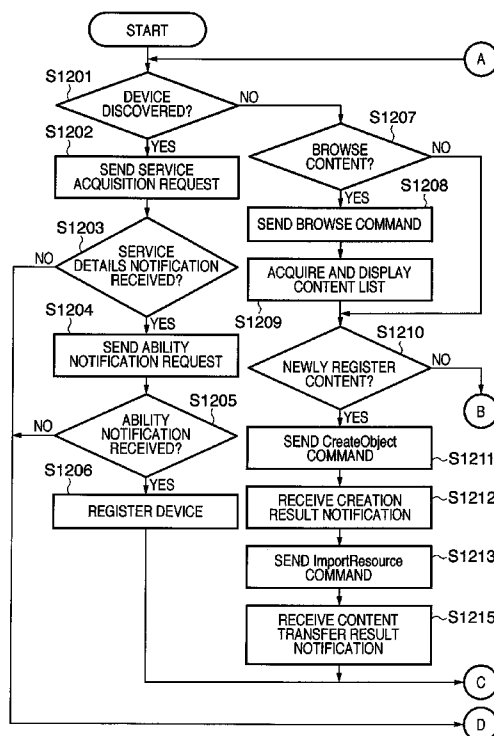 START
A
S1201
DEVICE
DISCOVERED?
NO
YES
S1202
SEND SERVICE
ACQUISITION REQUEST
S1203
SERVICE
DETAILS NOTIFICATION
RECEIVED?
NO
YES
S1204
SEND ABILITY
NOTIFICATION REQUEST
S1205
ABILITY
NOTIFICATION
RECEIVED?
NO
YES
S1206
REGISTER DEVICE
S1207
BROWSE
CONTENT?
NO
YES
S1208
SEND BROWSE COMMAND
ACQUIRE AND DISPLAY
CONTENT LIST
S1209
S1210
NEWLY REGISTER
CONTENT?
NO
B
YES
SEND CreateObject
COMMAND
S1211
RECEIVE CREATION
RESULT NOTIFICATION
S1212
SEND ImportResource
COMMAND
S1213
RECEIVE CONTENT
TRANSFER RESULT
NOTIFICATION
S1215
C
D